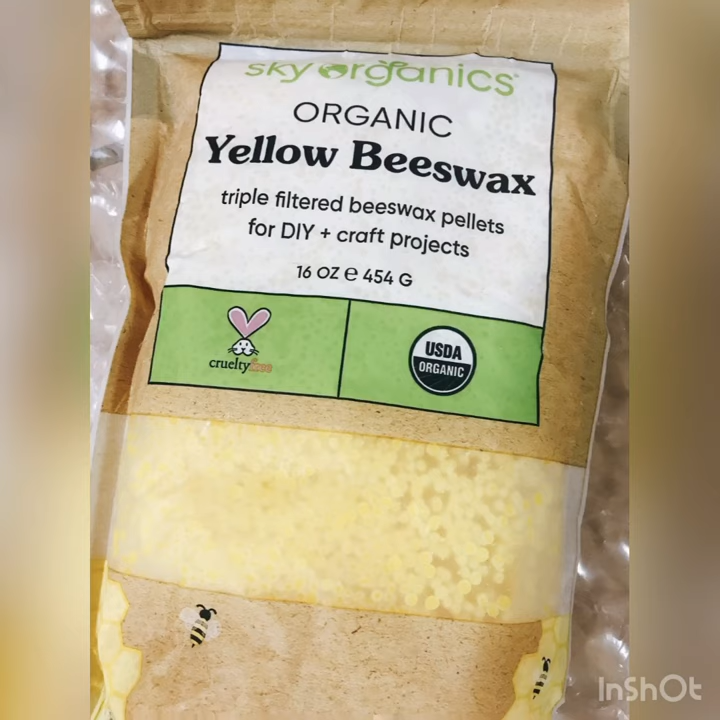 sky organics
ORGANIC
Yellow Beeswax
triple filtered beeswax pellets
for DIY + craft projects
16 OZ ℮ 454 G
crueltyfree
USDA
ORGANIC
InShOt